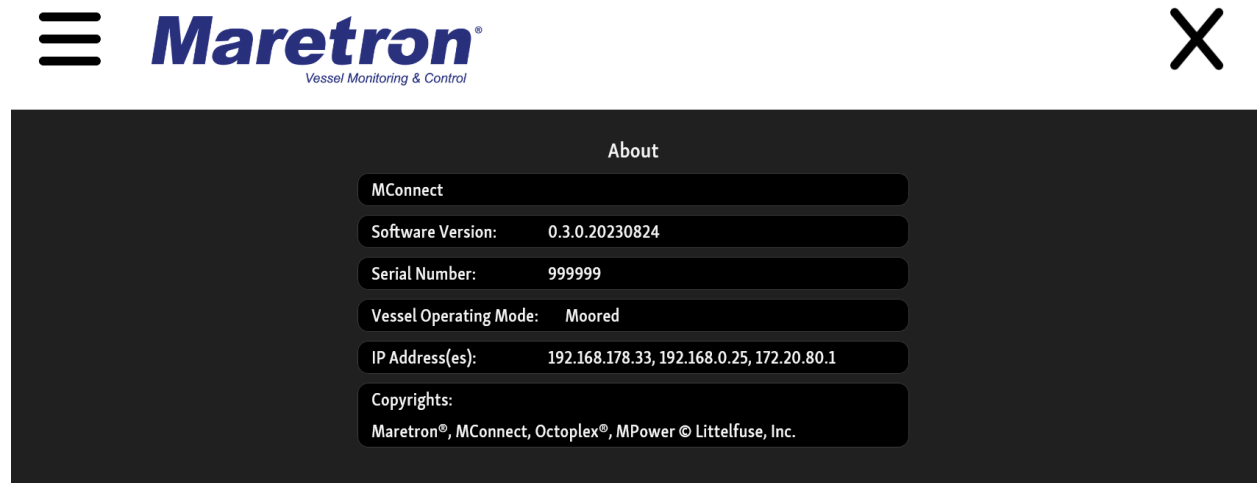 Maretron®
Vessel Monitoring & Control
About
MConnect
Software Version: 0.3.0.20230824
Serial Number: 999999
Vessel Operating Mode: Moored
IP Address(es): 192.168.178.33, 192.168.0.25, 172.20.80.1
Copyrights:
Maretron®, MConnect, Octoplex®, MPower © Littelfuse, Inc.